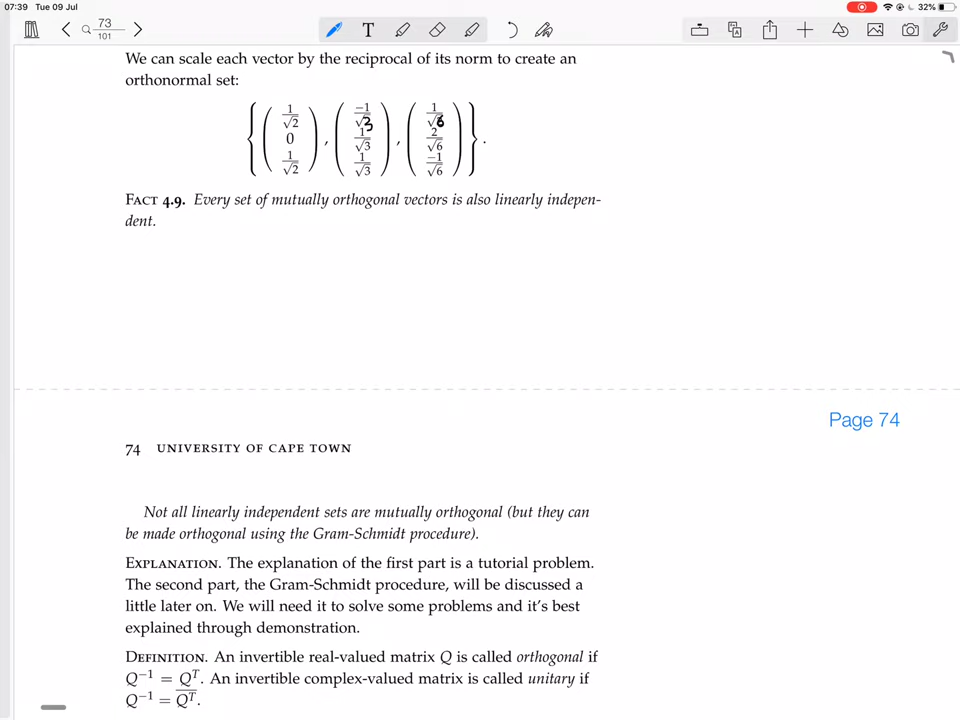 07:39 Tue 09 Jul 32%
73
101
T
We can scale each vector by the reciprocal of its norm to create an
orthonormal set:
{ ( 1/√2 0 1/√2 ) , ( −1/√3 1/√3 1/√3 ) , ( 1/√6 2/√6 −1/√6 ) } .
Fact 4.9. Every set of mutually orthogonal vectors is also linearly indepen-
dent.
Page 74
74 UNIVERSITY OF CAPE TOWN
Not all linearly independent sets are mutually orthogonal (but they can
be made orthogonal using the Gram-Schmidt procedure).
Explanation. The explanation of the first part is a tutorial problem.
The second part, the Gram-Schmidt procedure, will be discussed a
little later on. We will need it to solve some problems and it's best
explained through demonstration.
Definition. An invertible real-valued matrix Q is called orthogonal if
Q⁻¹ = Qᵀ. An invertible complex-valued matrix is called unitary if
Q⁻¹ = Q̅ᵀ̅.